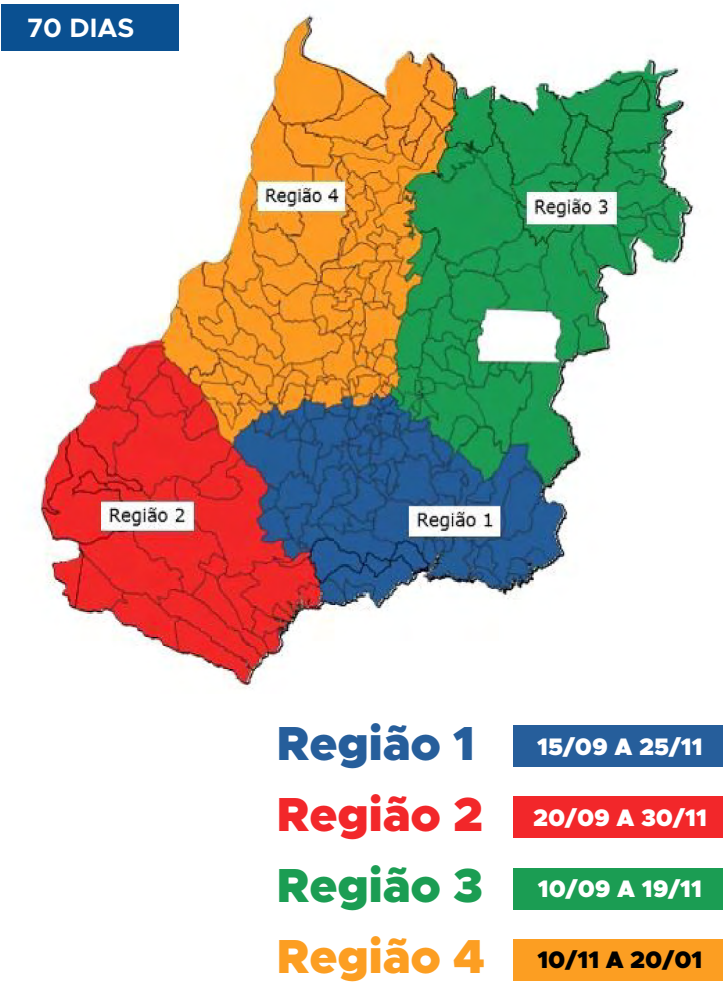 70 DIAS
Região 4
Região 3
Região 2
Região 1
Região 1 15/09 A 25/11
Região 2 20/09 A 30/11
Região 3 10/09 A 19/11
Região 4 10/11 A 20/01